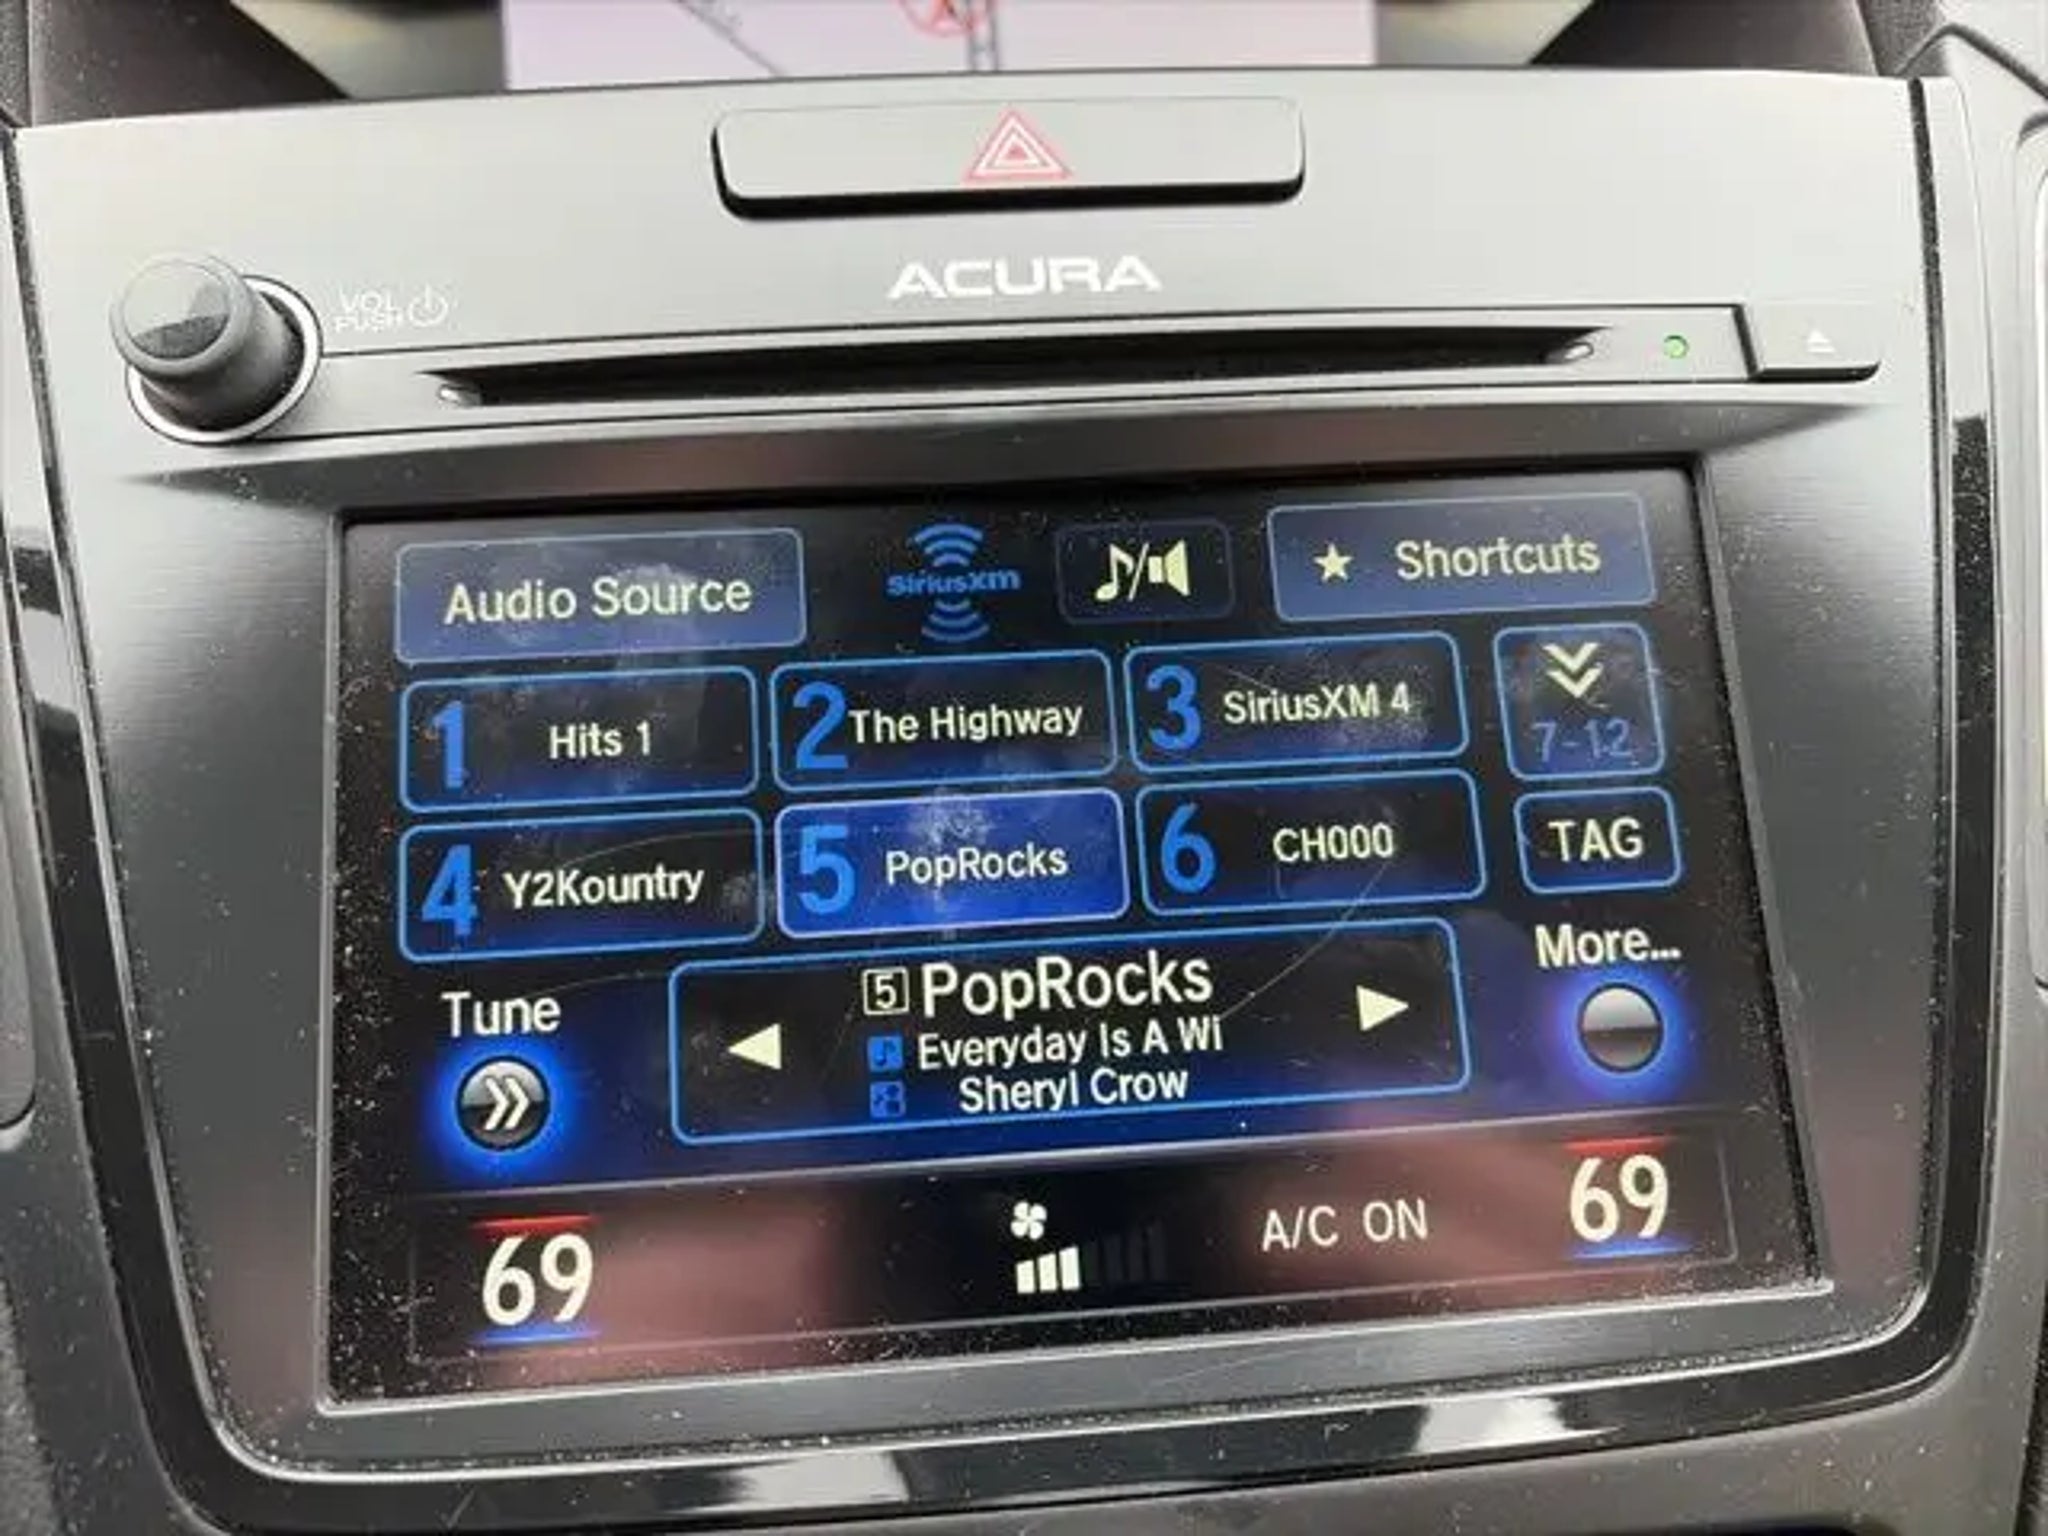 ACURA
VOL
PUSH
Audio Source
SiriusXm
Shortcuts
1 Hits 1
2 The Highway
3 SiriusXM 4
7-12
4 Y2Kountry
5 PopRocks
6 CH000
TAG
Tune
5 PopRocks
Everyday Is A Wi
Sheryl Crow
More...
69
A/C ON
69